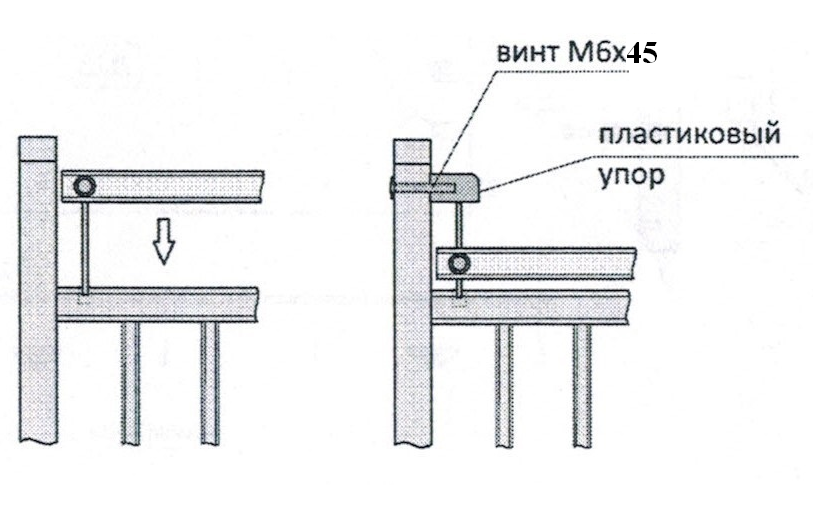 винт М6х45
пластиковый
упор